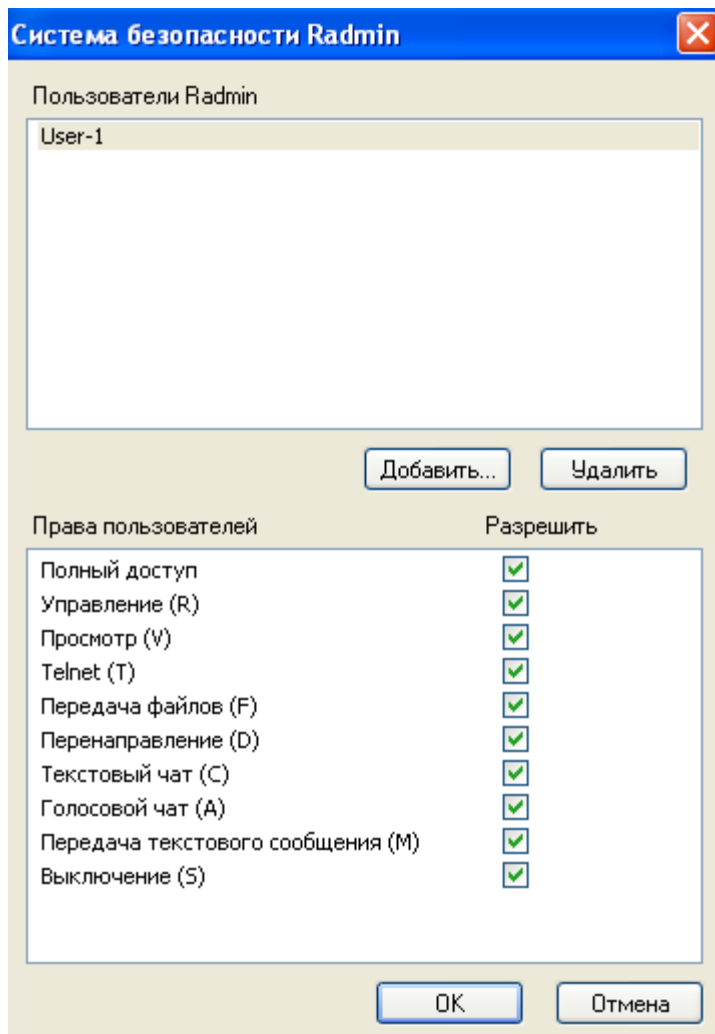 Система безопасности Radmin
Пользователи Radmin
User-1
Добавить... Удалить
Права пользователей Разрешить
Полный доступ
Управление (R)
Просмотр (V)
Telnet (T)
Передача файлов (F)
Перенаправление (D)
Текстовый чат (C)
Голосовой чат (A)
Передача текстового сообщения (M)
Выключение (S)
OK Отмена